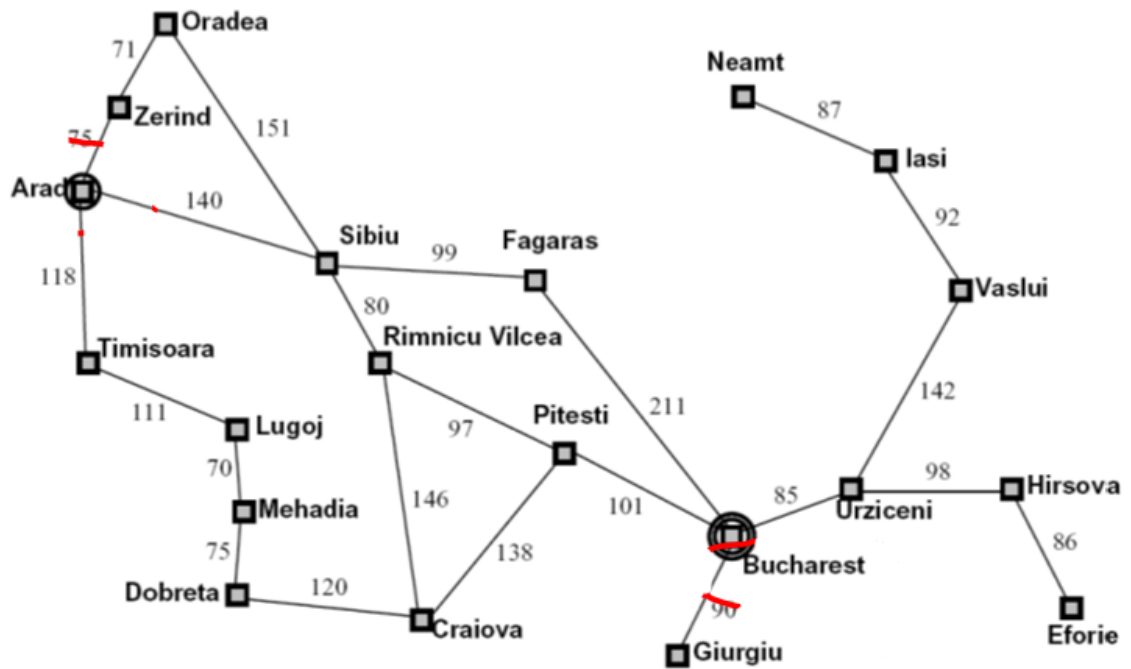 Oradea
71
Neamt
87
Zerind
151
75
Iasi
Arad
140
92
Sibiu
99
Fagaras
118
80
Vaslui
Timisoara
Rimnicu Vilcea
142
111
Lugoj
97
Pitesti
211
70
98
Hirsova
Mehadia
146
101
85
Urziceni
75
138
86
Bucharest
120
Dobreta
90
Craiova
Eforie
Giurgiu